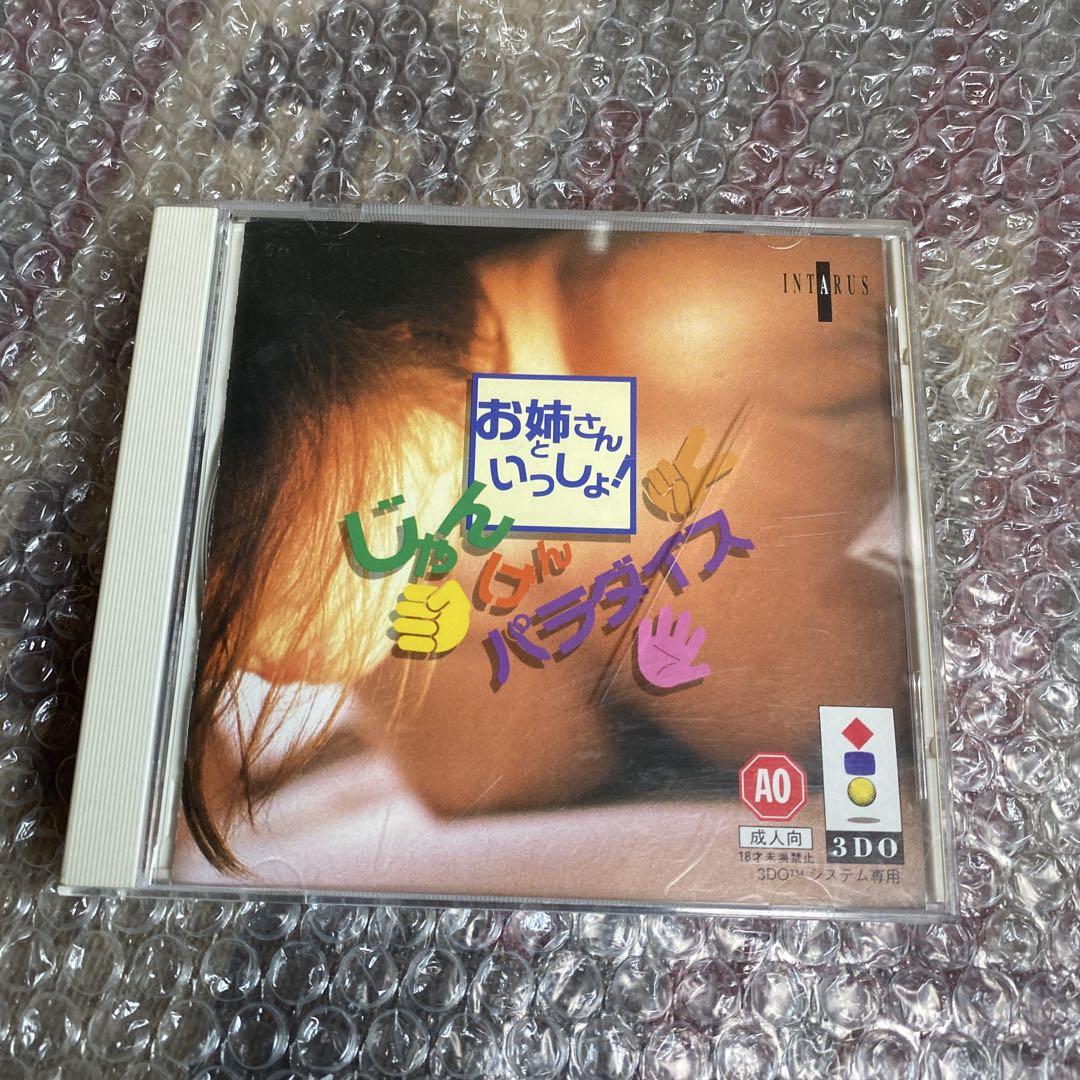 INTARUS
お姉さん
と
いっしょ!
じゃん
けん
パラダイス
AO
成人向
18才未満禁止
3DO
3DO™ システム専用